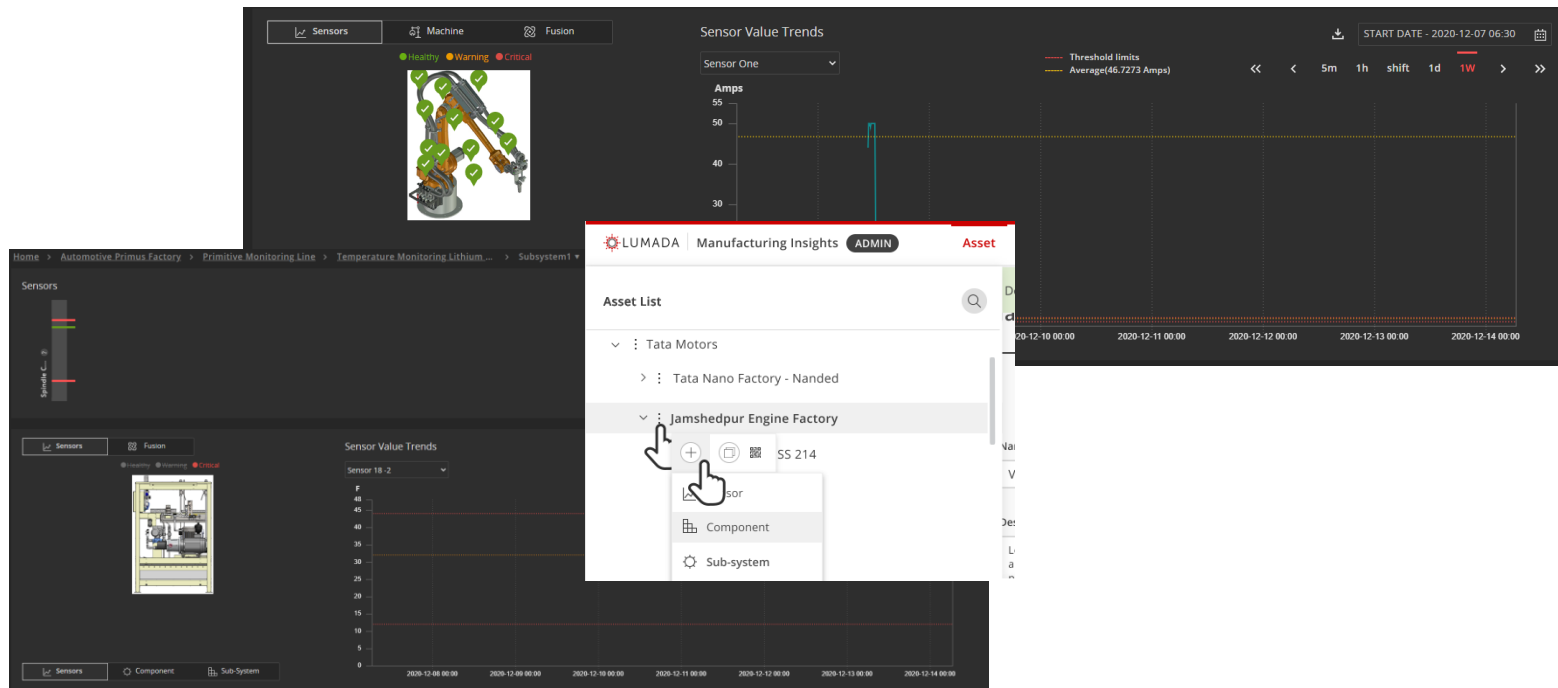 Sensors
Machine
Fusion
Sensor Value Trends
START DATE - 2020-12-07 06:30
Healthy
Warning
Critical
Sensor One
Threshold limits
Average(46.7273 Amps)
5m
1h
shift
1d
1W
Amps
55
50
40
30
2020-12-11 00:00
2020-12-12 00:00
2020-12-13 00:00
2020-12-14 00:00
LUMADA
Manufacturing Insights
ADMIN
Asset
Asset List
Tata Motors
Tata Nano Factory - Nanded
Jamshedpur Engine Factory
SS 214
Component
Sub-system
Home > Automotive Primus Factory > Primitive Monitoring Line > Temperature Monitoring Lithium ... > Subsystem1
Sensors
Spindle C...
Sensors
Fusion
Healthy
Warning
Critical
Sensor Value Trends
Sensor 18 -2
F
48
45
40
35
30
25
20
15
10
5
0
2020-12-08 00:00
2020-12-09 00:00
2020-12-10 00:00
2020-12-11 00:00
2020-12-12 00:00
2020-12-13 00:00
2020-12-14 00:00
Sensors
Component
Sub-System